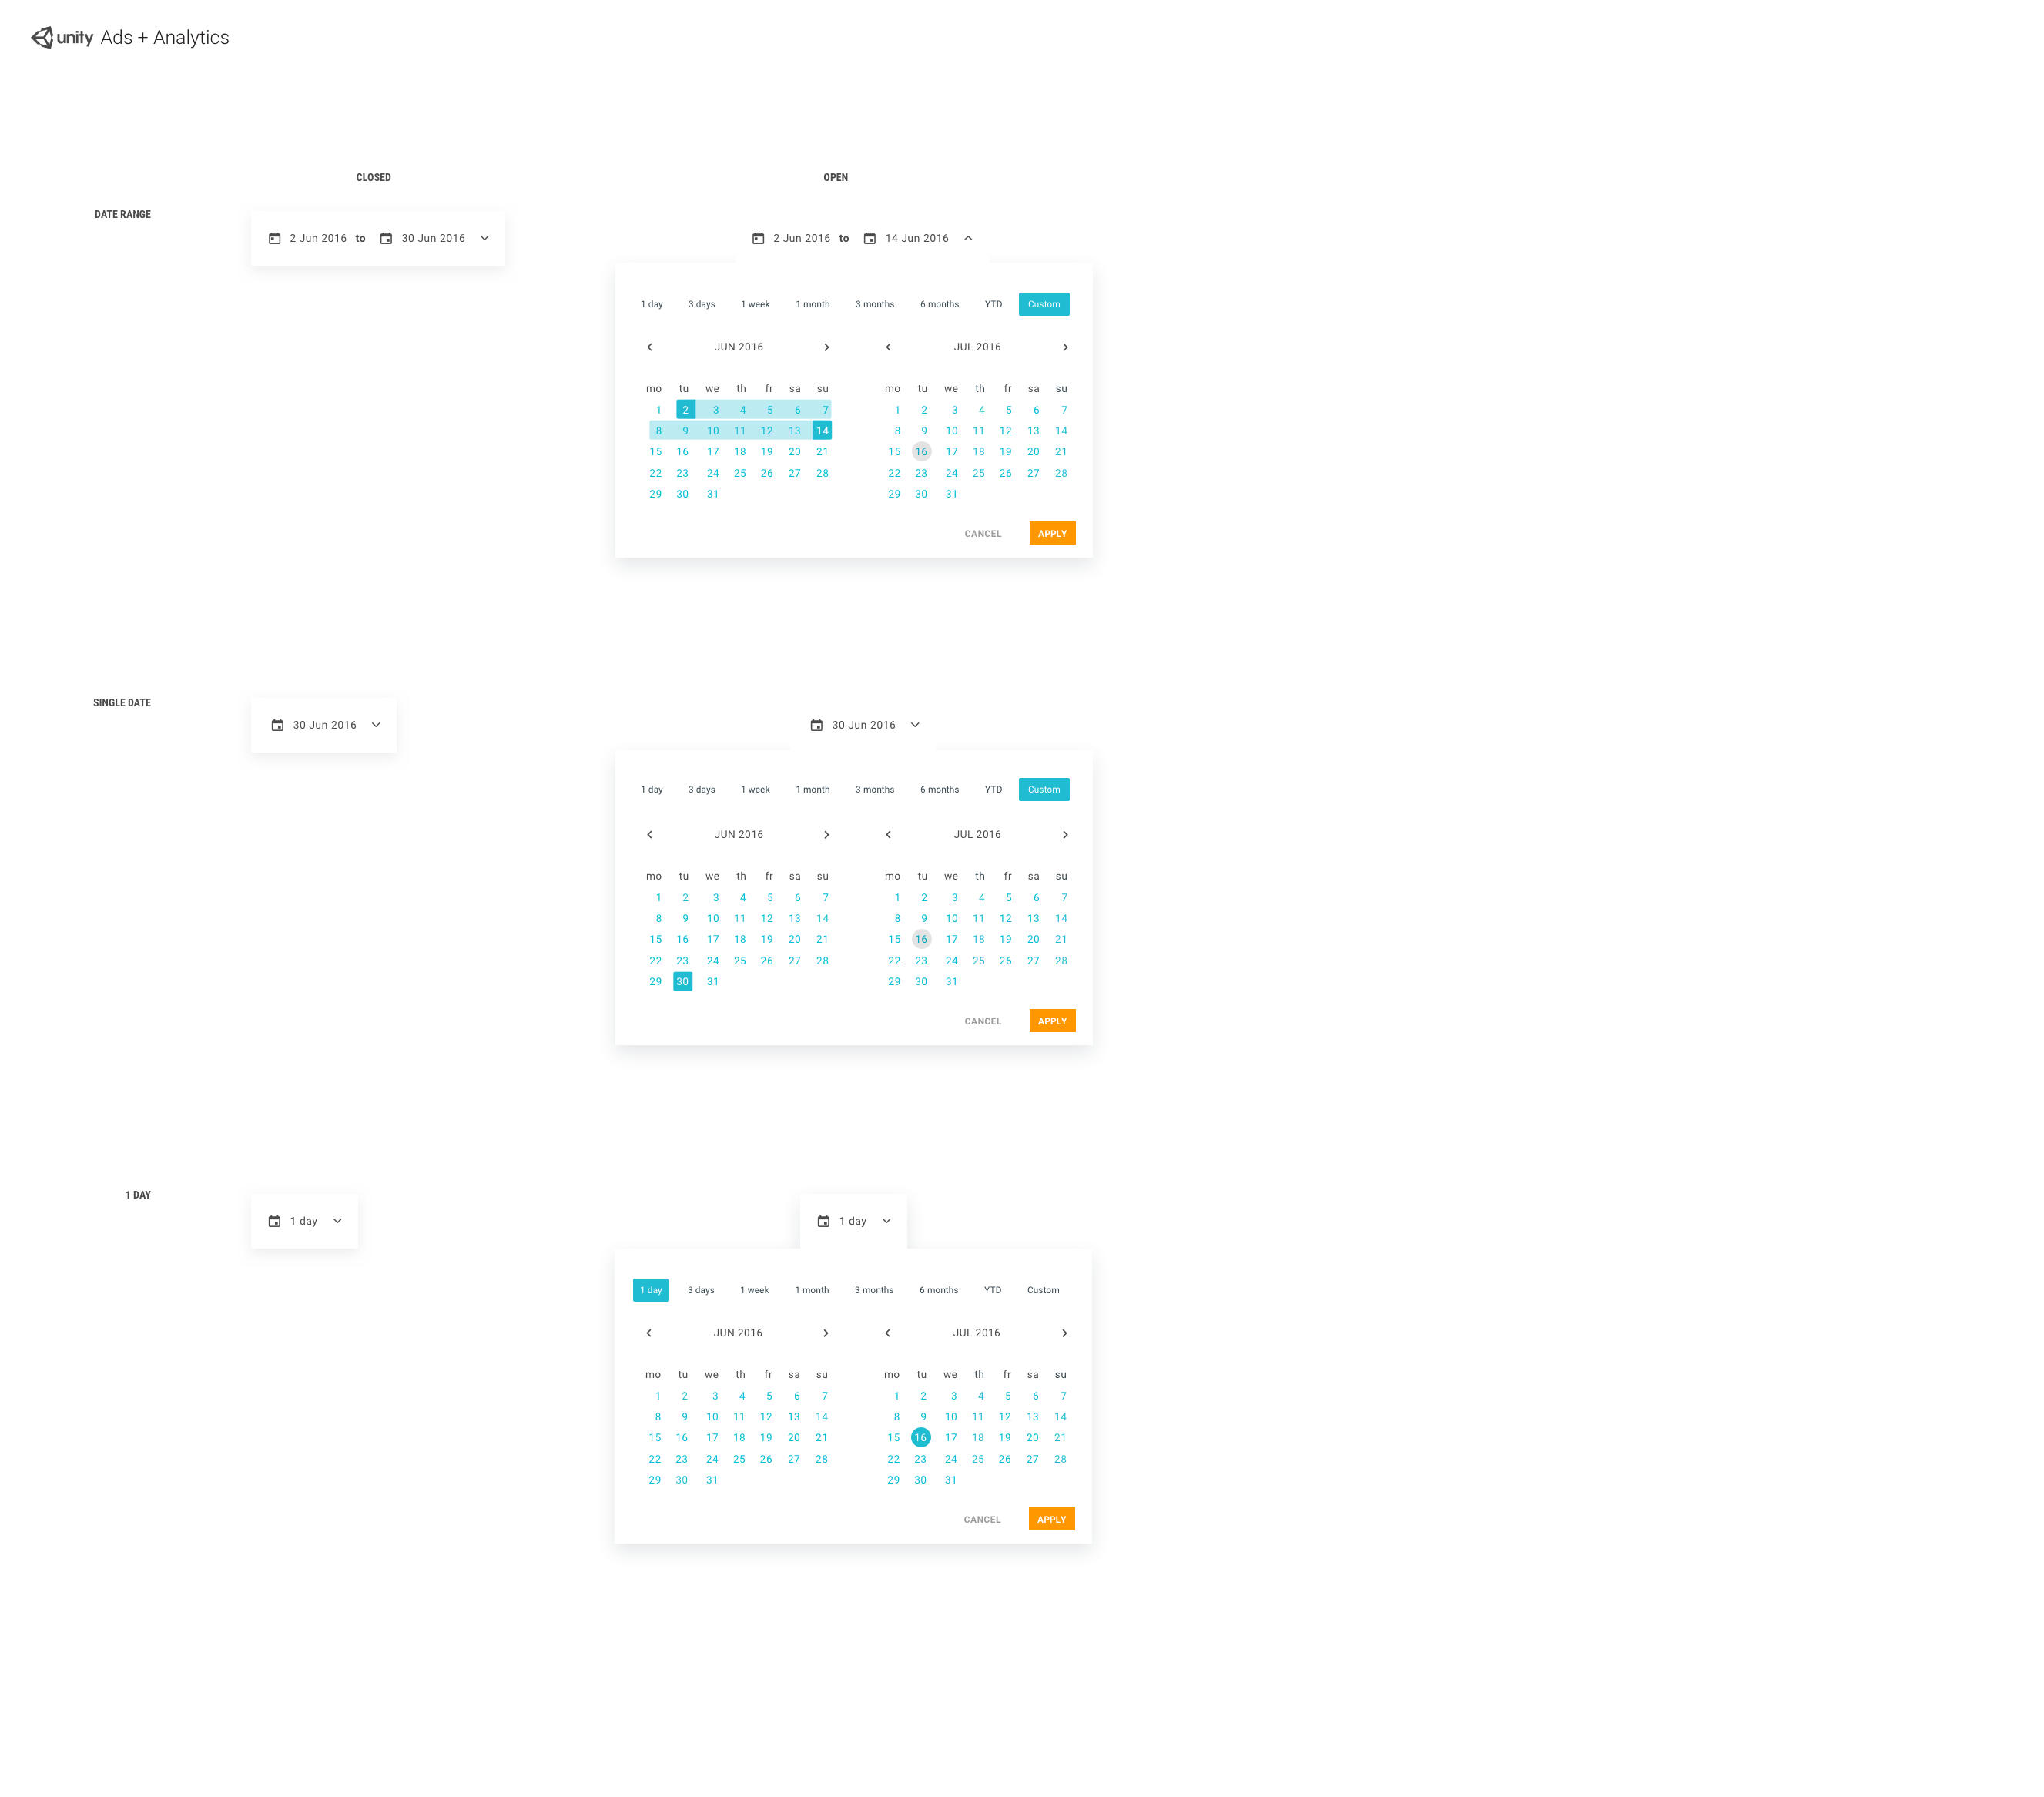 unity Ads + Analytics
CLOSED OPEN
DATE RANGE
2 Jun 2016 to 30 Jun 2016
2 Jun 2016 to 14 Jun 2016
1 day 3 days 1 week 1 month 3 months 6 months YTD Custom
JUN 2016 JUL 2016
mo tu we th fr sa su mo tu we th fr sa su
1 2 3 4 5 6 7 1 2 3 4 5 6 7
8 9 10 11 12 13 14 8 9 10 11 12 13 14
15 16 17 18 19 20 21 15 16 17 18 19 20 21
22 23 24 25 26 27 28 22 23 24 25 26 27 28
29 30 31 29 30 31
CANCEL APPLY
SINGLE DATE
30 Jun 2016
30 Jun 2016
1 day 3 days 1 week 1 month 3 months 6 months YTD Custom
JUN 2016 JUL 2016
mo tu we th fr sa su mo tu we th fr sa su
1 2 3 4 5 6 7 1 2 3 4 5 6 7
8 9 10 11 12 13 14 8 9 10 11 12 13 14
15 16 17 18 19 20 21 15 16 17 18 19 20 21
22 23 24 25 26 27 28 22 23 24 25 26 27 28
29 30 31 29 30 31
CANCEL APPLY
1 DAY
1 day
1 day
1 day 3 days 1 week 1 month 3 months 6 months YTD Custom
JUN 2016 JUL 2016
mo tu we th fr sa su mo tu we th fr sa su
1 2 3 4 5 6 7 1 2 3 4 5 6 7
8 9 10 11 12 13 14 8 9 10 11 12 13 14
15 16 17 18 19 20 21 15 16 17 18 19 20 21
22 23 24 25 26 27 28 22 23 24 25 26 27 28
29 30 31 29 30 31
CANCEL APPLY